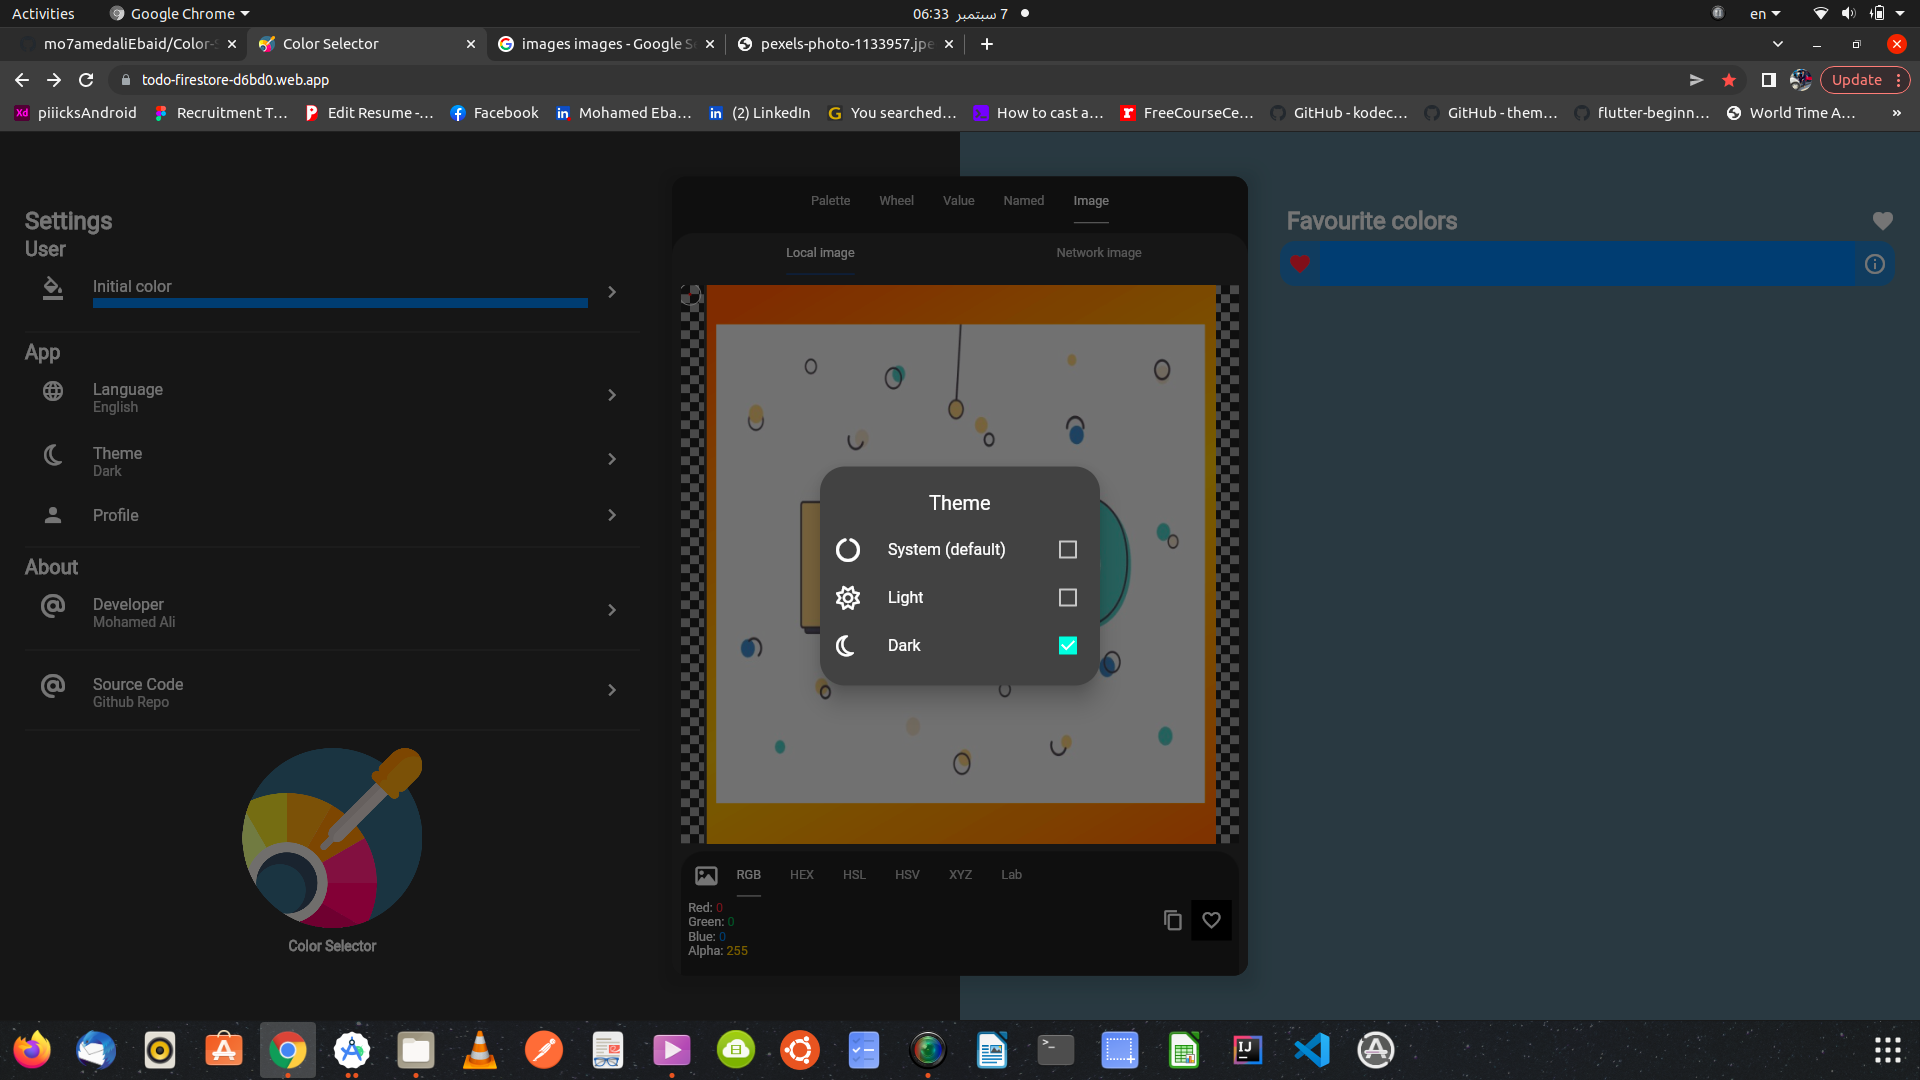 Activities
Google Chrome
7 سبتمبر 06:33
en
mo7amedaliEbaid/Color-S
Color Selector
images images - Google S
pexels-photo-1133957.jpe
todo-firestore-d6bd0.web.app
Update
Xd piiicksAndroid
Recruitment T...
Edit Resume -...
Facebook
Mohamed Eba...
(2) LinkedIn
You searched...
How to cast a...
FreeCourseCe...
GitHub - kodec...
GitHub - them...
flutter-beginn...
World Time A...
»
Settings
User
Initial color
App
Language
English
Theme
Dark
Profile
About
Developer
Mohamed Ali
Source Code
Github Repo
Color Selector
Palette
Wheel
Value
Named
Image
Local image
Network image
Theme
System (default)
Light
Dark
RGB
HEX
HSL
HSV
XYZ
Lab
Red: 0
Green: 0
Blue: 0
Alpha: 255
Favourite colors